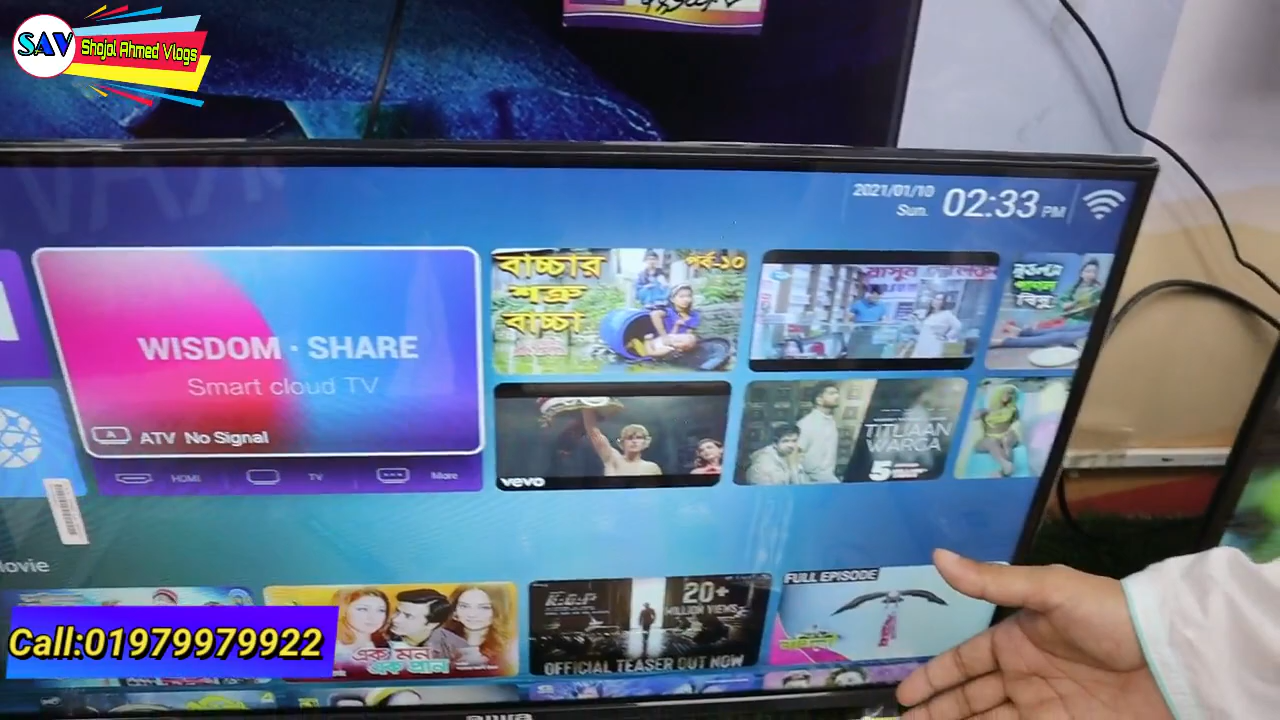 SAV Shojol Ahmed Vlogs
2021/01/10
Sun.
02:33 PM
WISDOM · SHARE
Smart cloud TV
ATV No Signal
HDMI
TV
More
বাচ্চার
শত্রু
বাচ্চা
পর্ব-১০
vevo
TITLIAAN
WARGA
5
ovie
এক মন
এক প্রাণ
K.G.F
20+
MILLION VIEWS
OFFICIAL TEASER OUT NOW
FULL EPISODE
Call:01979979922
aiwa